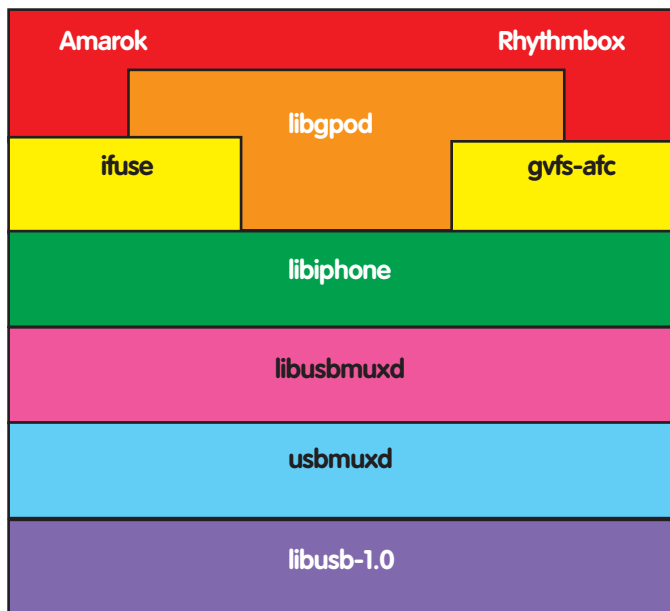 Amarok
Rhythmbox
libgpod
ifuse
gvfs-afc
libiphone
libusbmuxd
usbmuxd
libusb-1.0